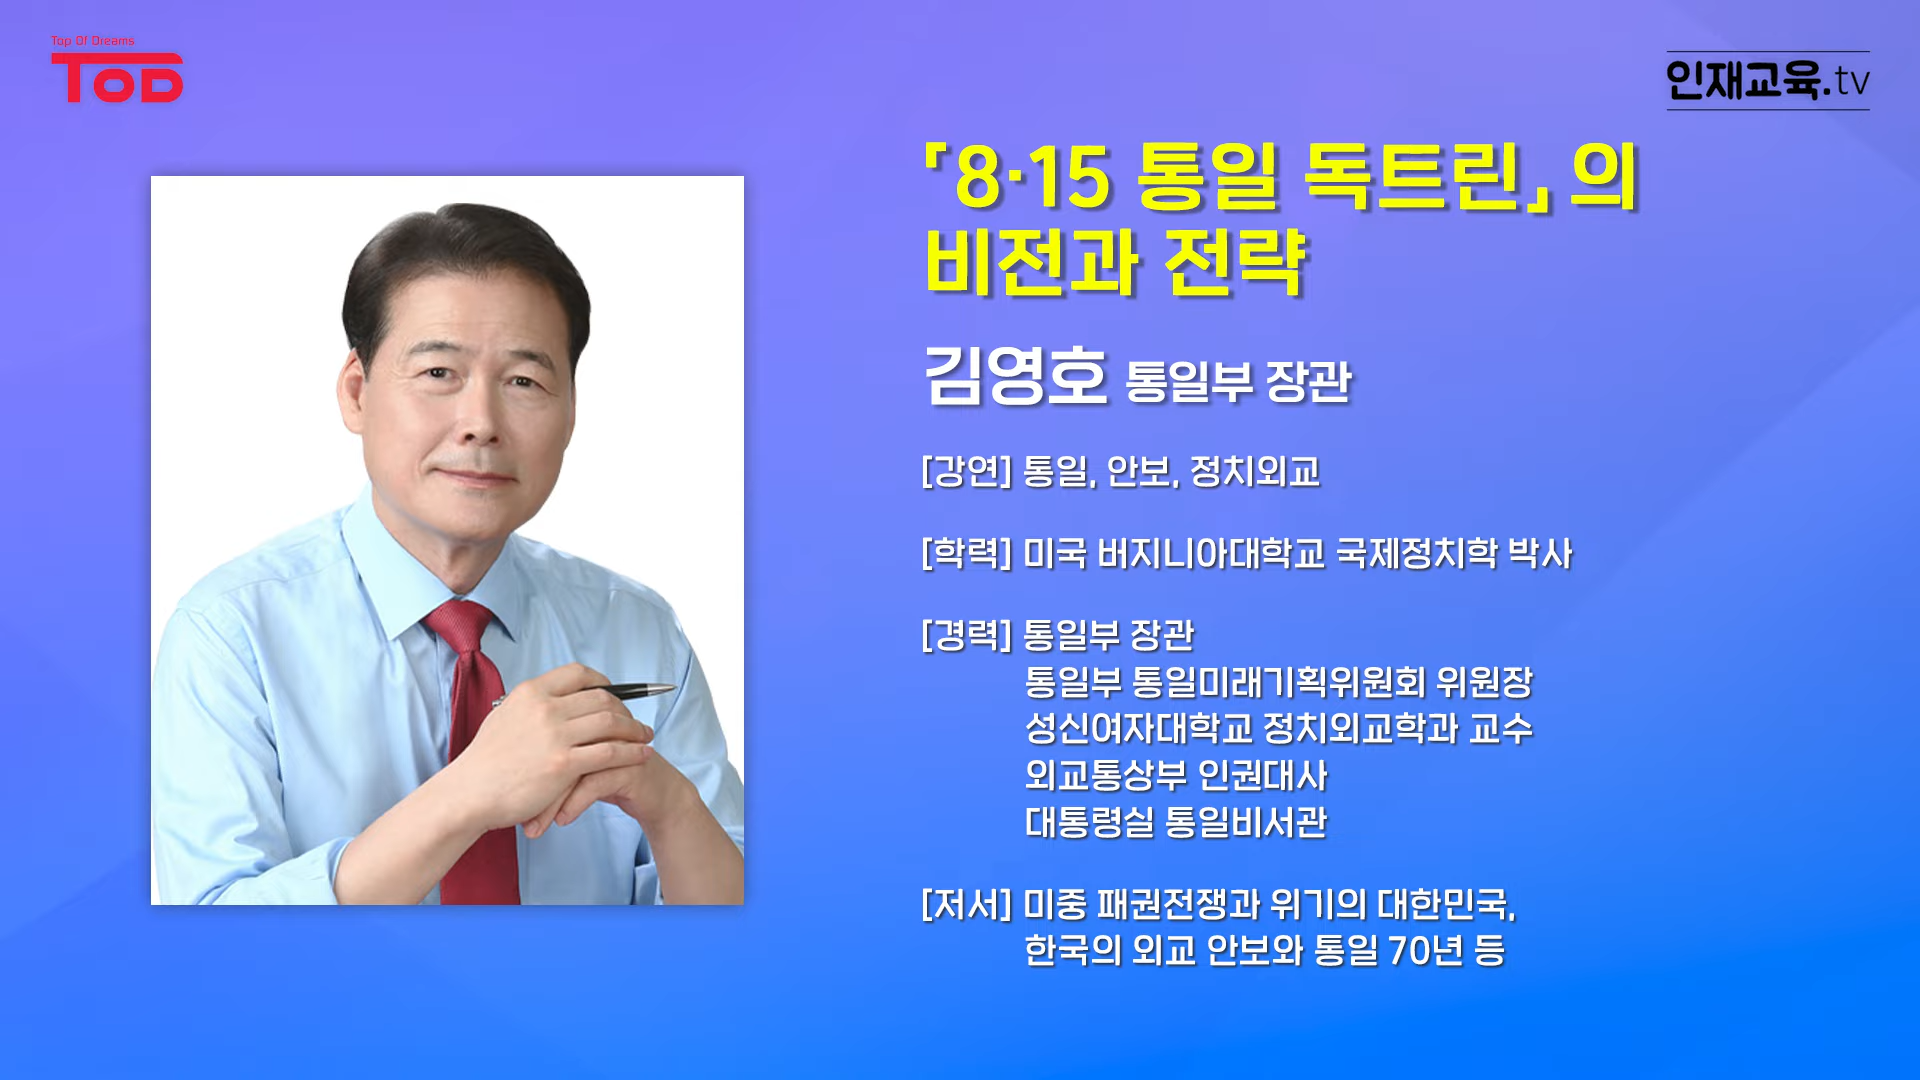 Top Of Dreams
TOD
인재교육.tv
「8·15 통일 독트린」의
비전과 전략
김영호 통일부 장관
[강연] 통일, 안보, 정치외교
[학력] 미국 버지니아대학교 국제정치학 박사
[경력] 통일부 장관
통일부 통일미래기획위원회 위원장
성신여자대학교 정치외교학과 교수
외교통상부 인권대사
대통령실 통일비서관
[저서] 미중 패권전쟁과 위기의 대한민국,
한국의 외교 안보와 통일 70년 등